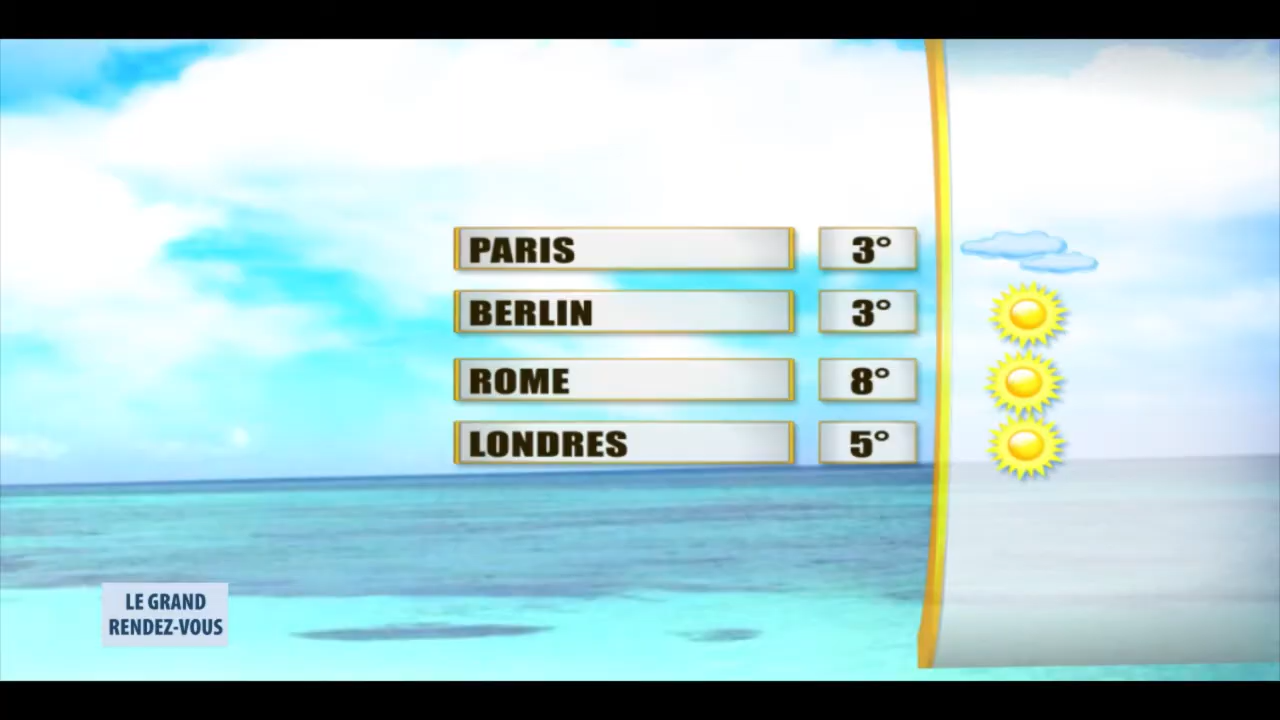 PARIS 3°
BERLIN 3°
ROME 8°
LONDRES 5°
LE GRAND
RENDEZ-VOUS